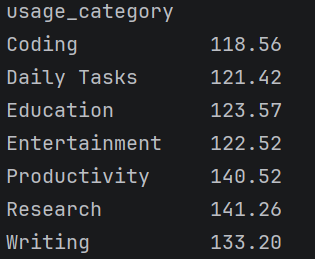 usage_category
Coding 118.56
Daily Tasks 121.42
Education 123.57
Entertainment 122.52
Productivity 140.52
Research 141.26
Writing 133.20